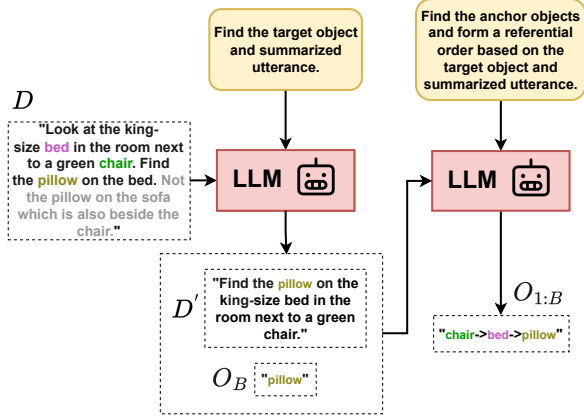 Find the target object
and summarized
utterance.
Find the anchor objects
and form a referential
order based on the
target object and
summarized utterance.
D
"Look at the king-
size bed in the room next
to a green chair. Find
the pillow on the bed. Not
the pillow on the sofa
which is also beside the
chair."
LLM
LLM
D'
"Find the pillow on the
king-size bed in the
room next to a green
chair."
O_B
"pillow"
O_{1:B}
"chair->bed->pillow"